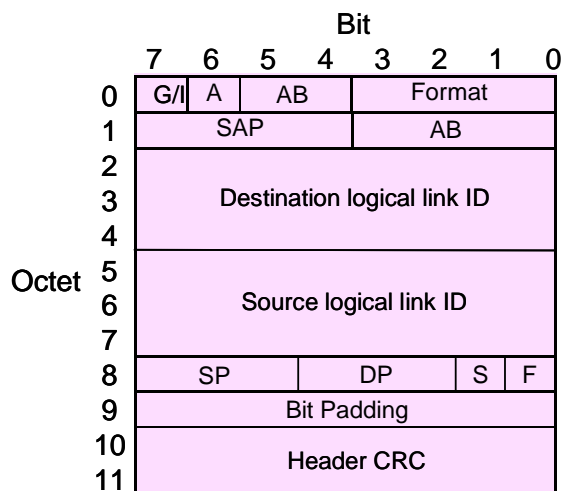 Bit
7 6 5 4 3 2 1 0
0 G/I A AB Format
1 SAP AB
2
3 Destination logical link ID
4
5
Octet 6 Source logical link ID
7
8 SP DP S F
9 Bit Padding
10
Header CRC
11